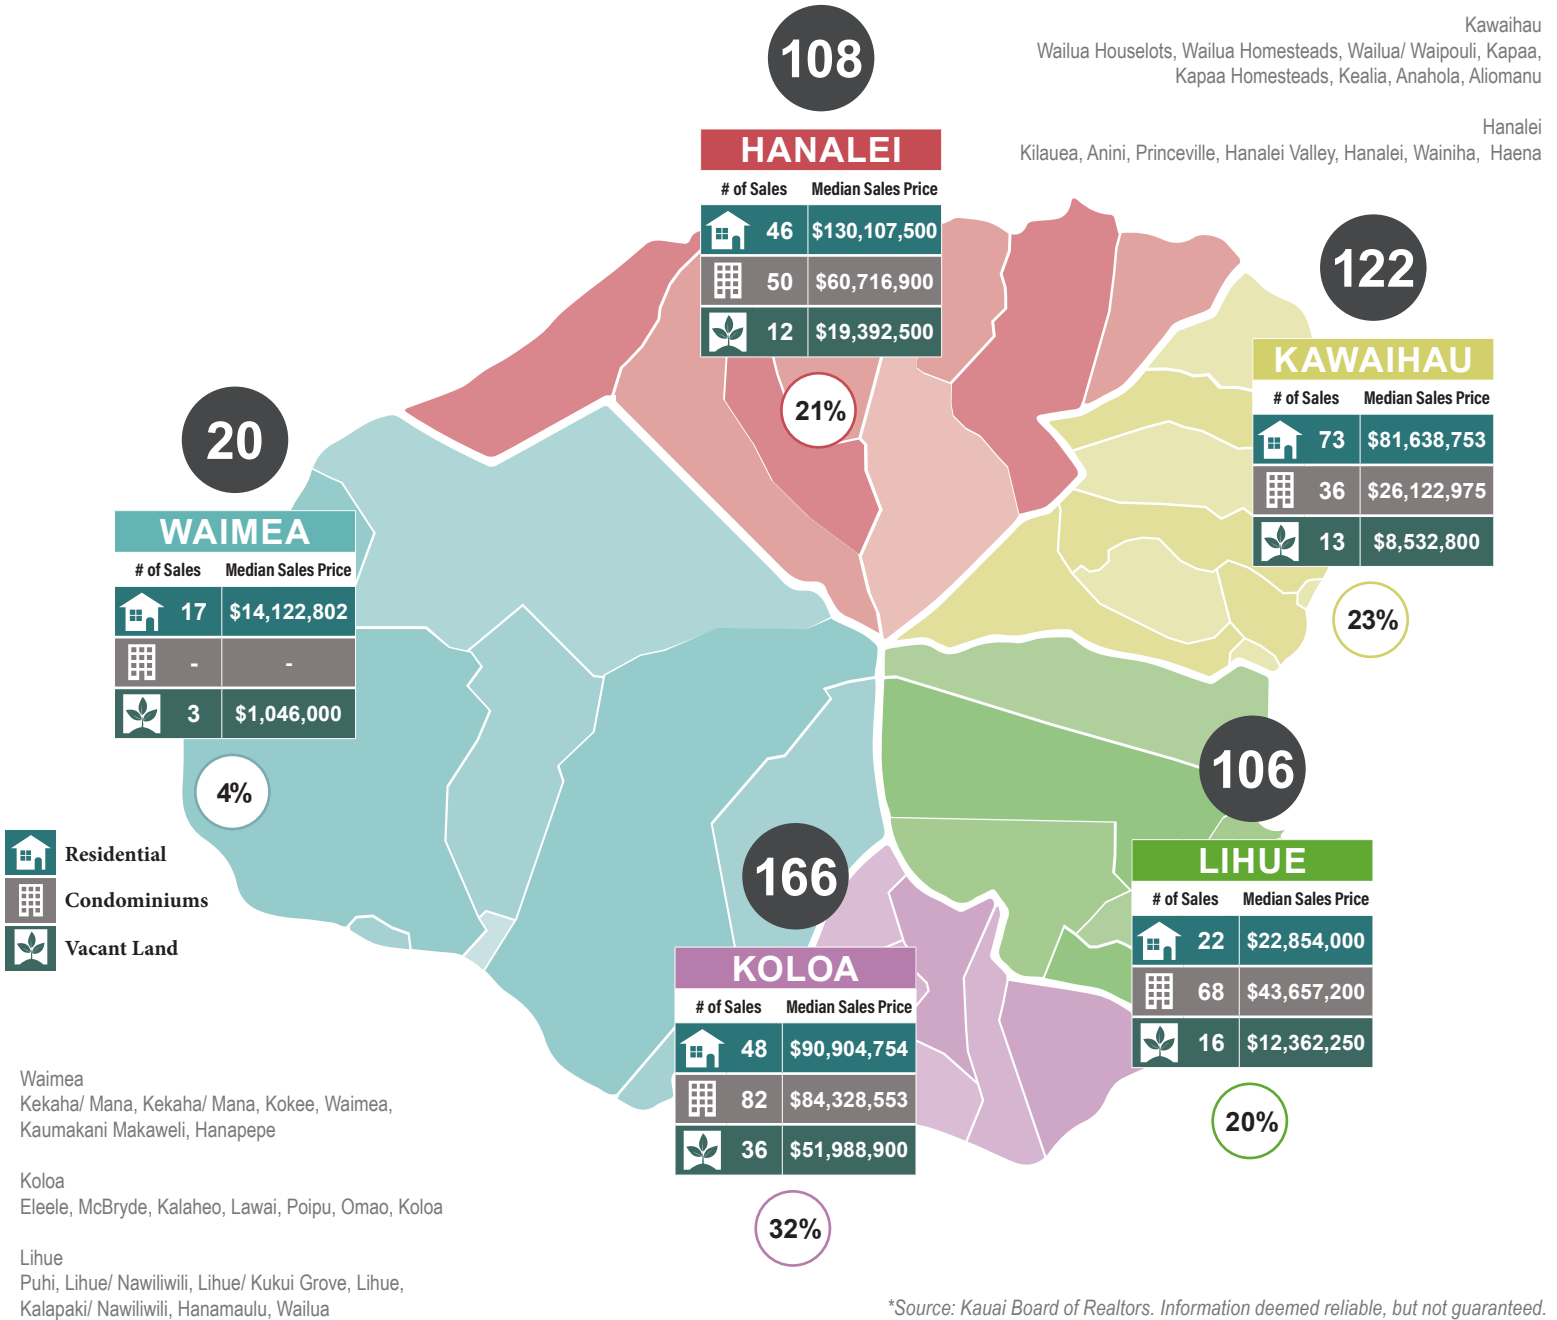 Kawaihau
Wailua Houselots, Wailua Homesteads, Wailua/ Waipouli, Kapaa,
Kapaa Homesteads, Kealia, Anahola, Aliomanu
Hanalei
Kilauea, Anini, Princeville, Hanalei Valley, Hanalei, Wainiha, Haena
108
HANALEI
# of Sales Median Sales Price
46 $130,107,500
50 $60,716,900
12 $19,392,500
21%
122
KAWAIHAU
# of Sales Median Sales Price
73 $81,638,753
36 $26,122,975
13 $8,532,800
23%
20
WAIMEA
# of Sales Median Sales Price
17 $14,122,802
- -
3 $1,046,000
4%
106
LIHUE
# of Sales Median Sales Price
22 $22,854,000
68 $43,657,200
16 $12,362,250
20%
166
KOLOA
# of Sales Median Sales Price
48 $90,904,754
82 $84,328,553
36 $51,988,900
32%
Residential
Condominiums
Vacant Land
Waimea
Kekaha/ Mana, Kekaha/ Mana, Kokee, Waimea,
Kaumakani Makaweli, Hanapepe
Koloa
Eleele, McBryde, Kalaheo, Lawai, Poipu, Omao, Koloa
Lihue
Puhi, Lihue/ Nawiliwili, Lihue/ Kukui Grove, Lihue,
Kalapaki/ Nawiliwili, Hanamaulu, Wailua
*Source: Kauai Board of Realtors. Information deemed reliable, but not guaranteed.